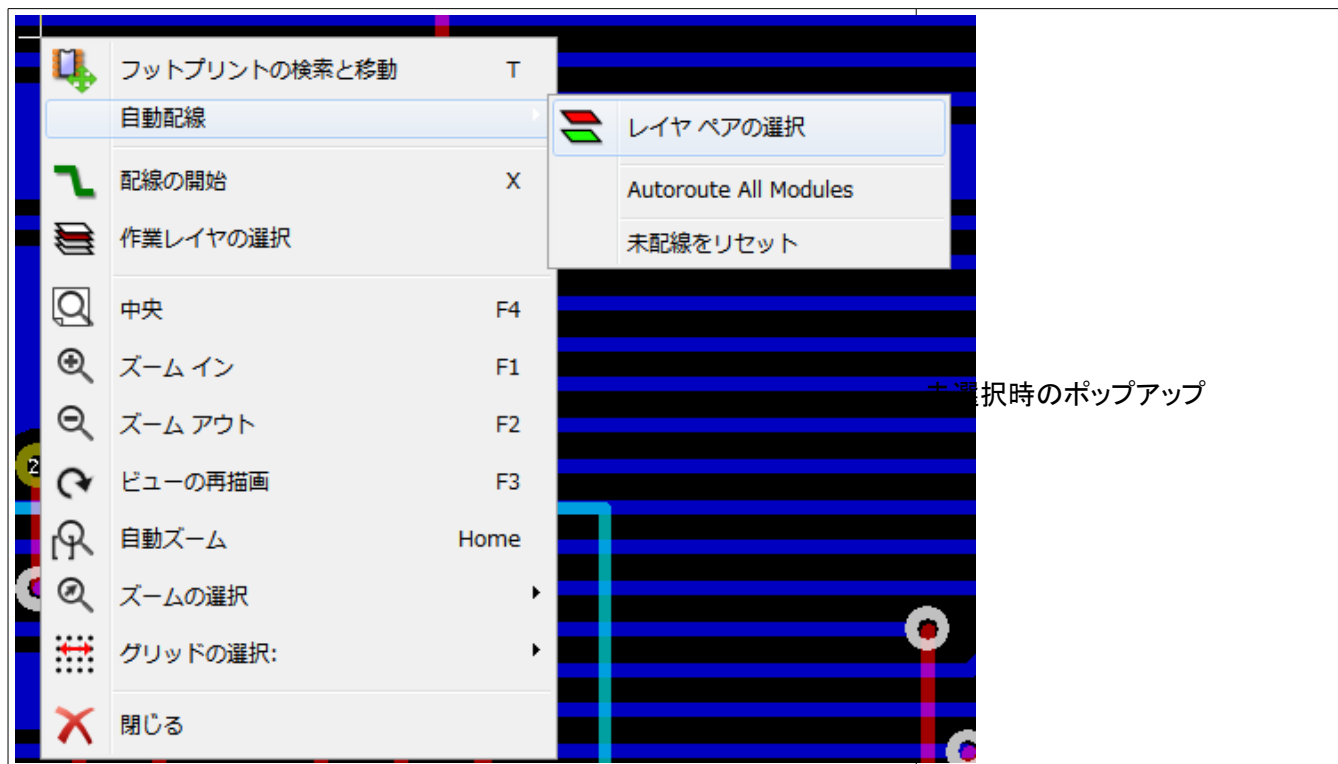 フットプリントの検索と移動 T
自動配線
レイヤ ペアの選択
配線の開始 X
Autoroute All Modules
作業レイヤの選択
未配線をリセット
中央 F4
ズーム イン F1
選択時のポップアップ
ズーム アウト F2
2
ビューの再描画 F3
自動ズーム Home
ズームの選択
グリッドの選択:
閉じる